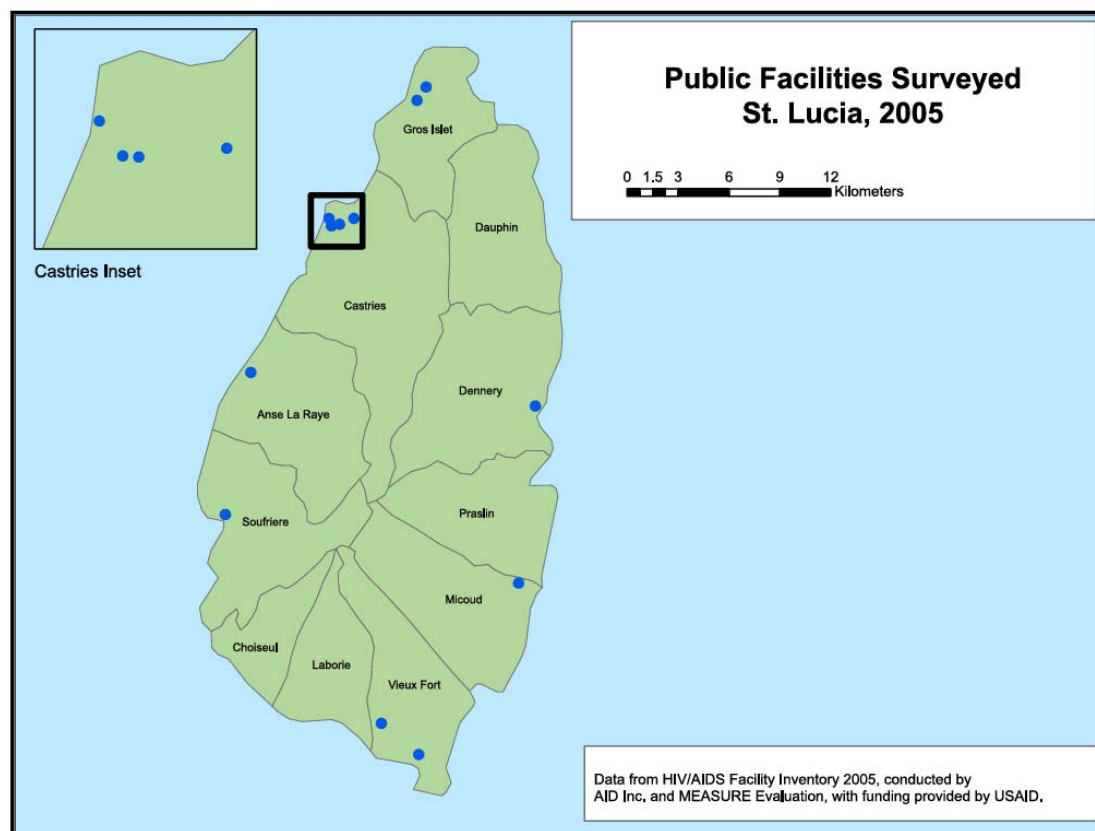 Public Facilities Surveyed
St. Lucia, 2005
0 1.5 3 6 9 12
Kilometers
Castries Inset
Gros Islet
Dauphin
Castries
Dennery
Anse La Raye
Praslin
Soufriere
Micoud
Choiseul
Laborie
Vieux Fort
Data from HIV/AIDS Facility Inventory 2005, conducted by
AID Inc. and MEASURE Evaluation, with funding provided by USAID.